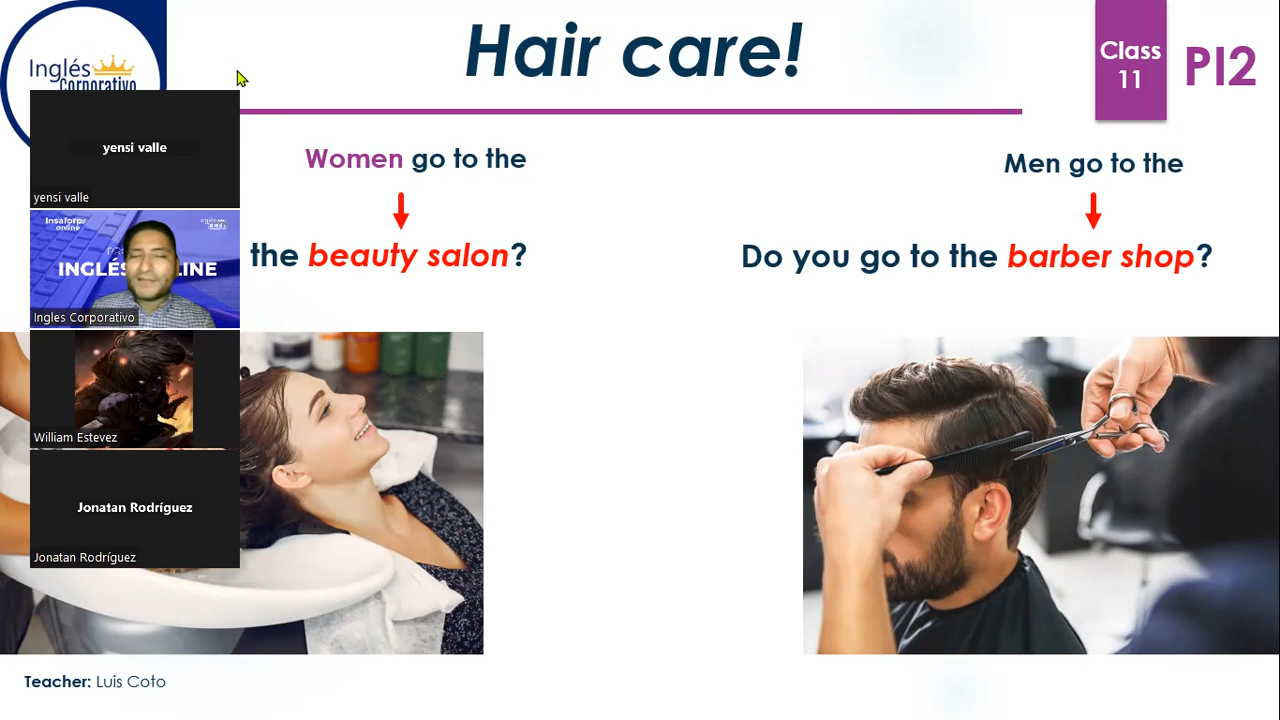 Hair care!
Class
11
PI2
Inglés
Corporativo
Women go to the
Men go to the
the beauty salon?
Do you go to the barber shop?
yensi valle
yensi valle
Insaforp
online
INGLÉS LINE
Ingles Corporativo
William Estevez
Jonatan Rodríguez
Jonatan Rodríguez
Teacher: Luis Coto